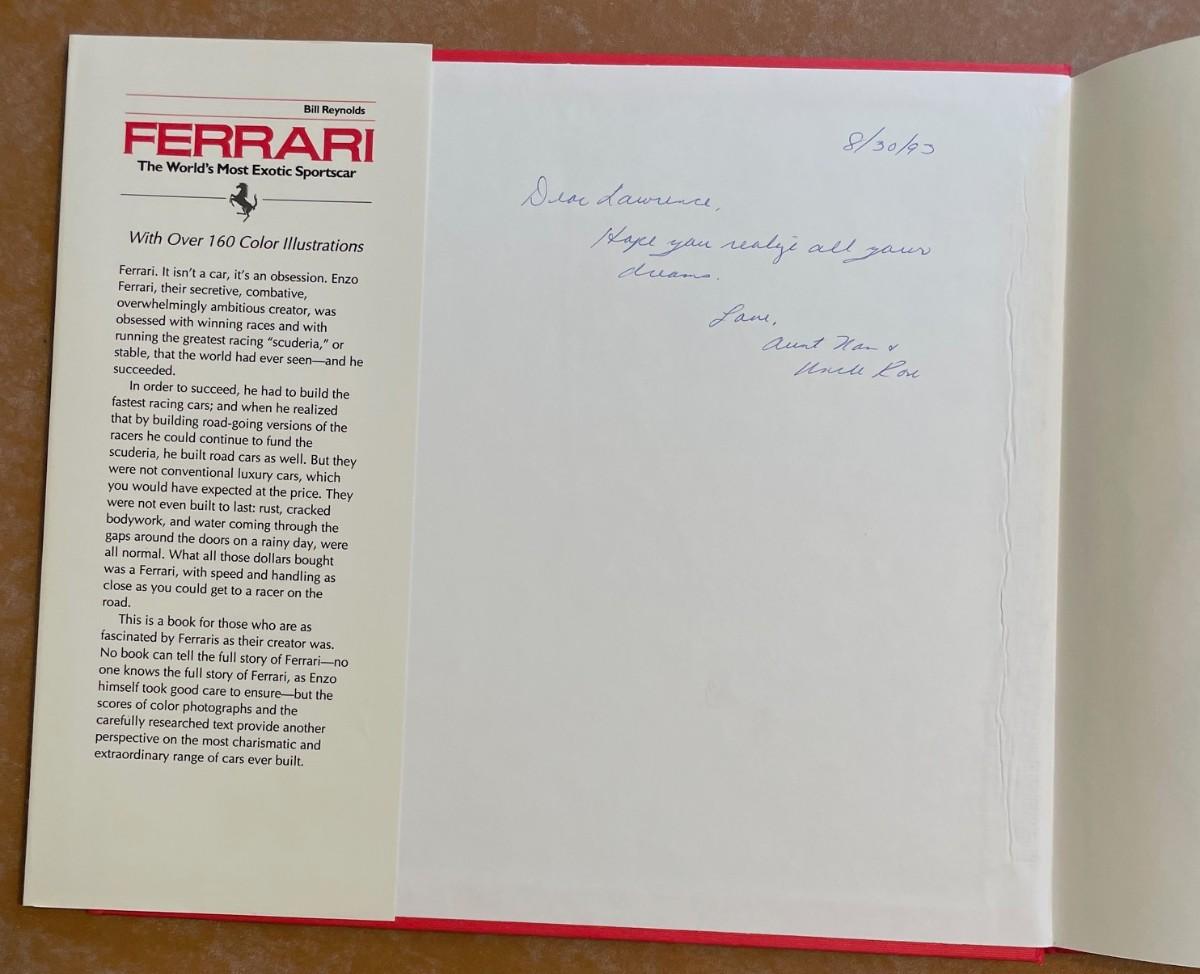 Bill Reynolds
FERRARI
The World's Most Exotic Sportscar
With Over 160 Color Illustrations
Ferrari. It isn't a car, it's an obsession. Enzo
Ferrari, their secretive, combative,
overwhelmingly ambitious creator, was
obsessed with winning races and with
running the greatest racing "scuderia," or
stable, that the world had ever seen—and he
succeeded.
In order to succeed, he had to build the
fastest racing cars; and when he realized
that by building road-going versions of the
racers he could continue to fund the
scuderia, he built road cars as well. But they
were not conventional luxury cars, which
you would have expected at the price. They
were not even built to last: rust, cracked
bodywork, and water coming through the
gaps around the doors on a rainy day, were
all normal. What all those dollars bought
was a Ferrari, with speed and handling as
close as you could get to a racer on the
road.
This is a book for those who are as
fascinated by Ferraris as their creator was.
No book can tell the full story of Ferrari—no
one knows the full story of Ferrari, as Enzo
himself took good care to ensure—but the
scores of color photographs and the
carefully researched text provide another
perspective on the most charismatic and
extraordinary range of cars ever built.
8/30/93
Dear Lawrence,
Hope you realize all your
dreams.
Love,
Aunt Nan &
Uncle